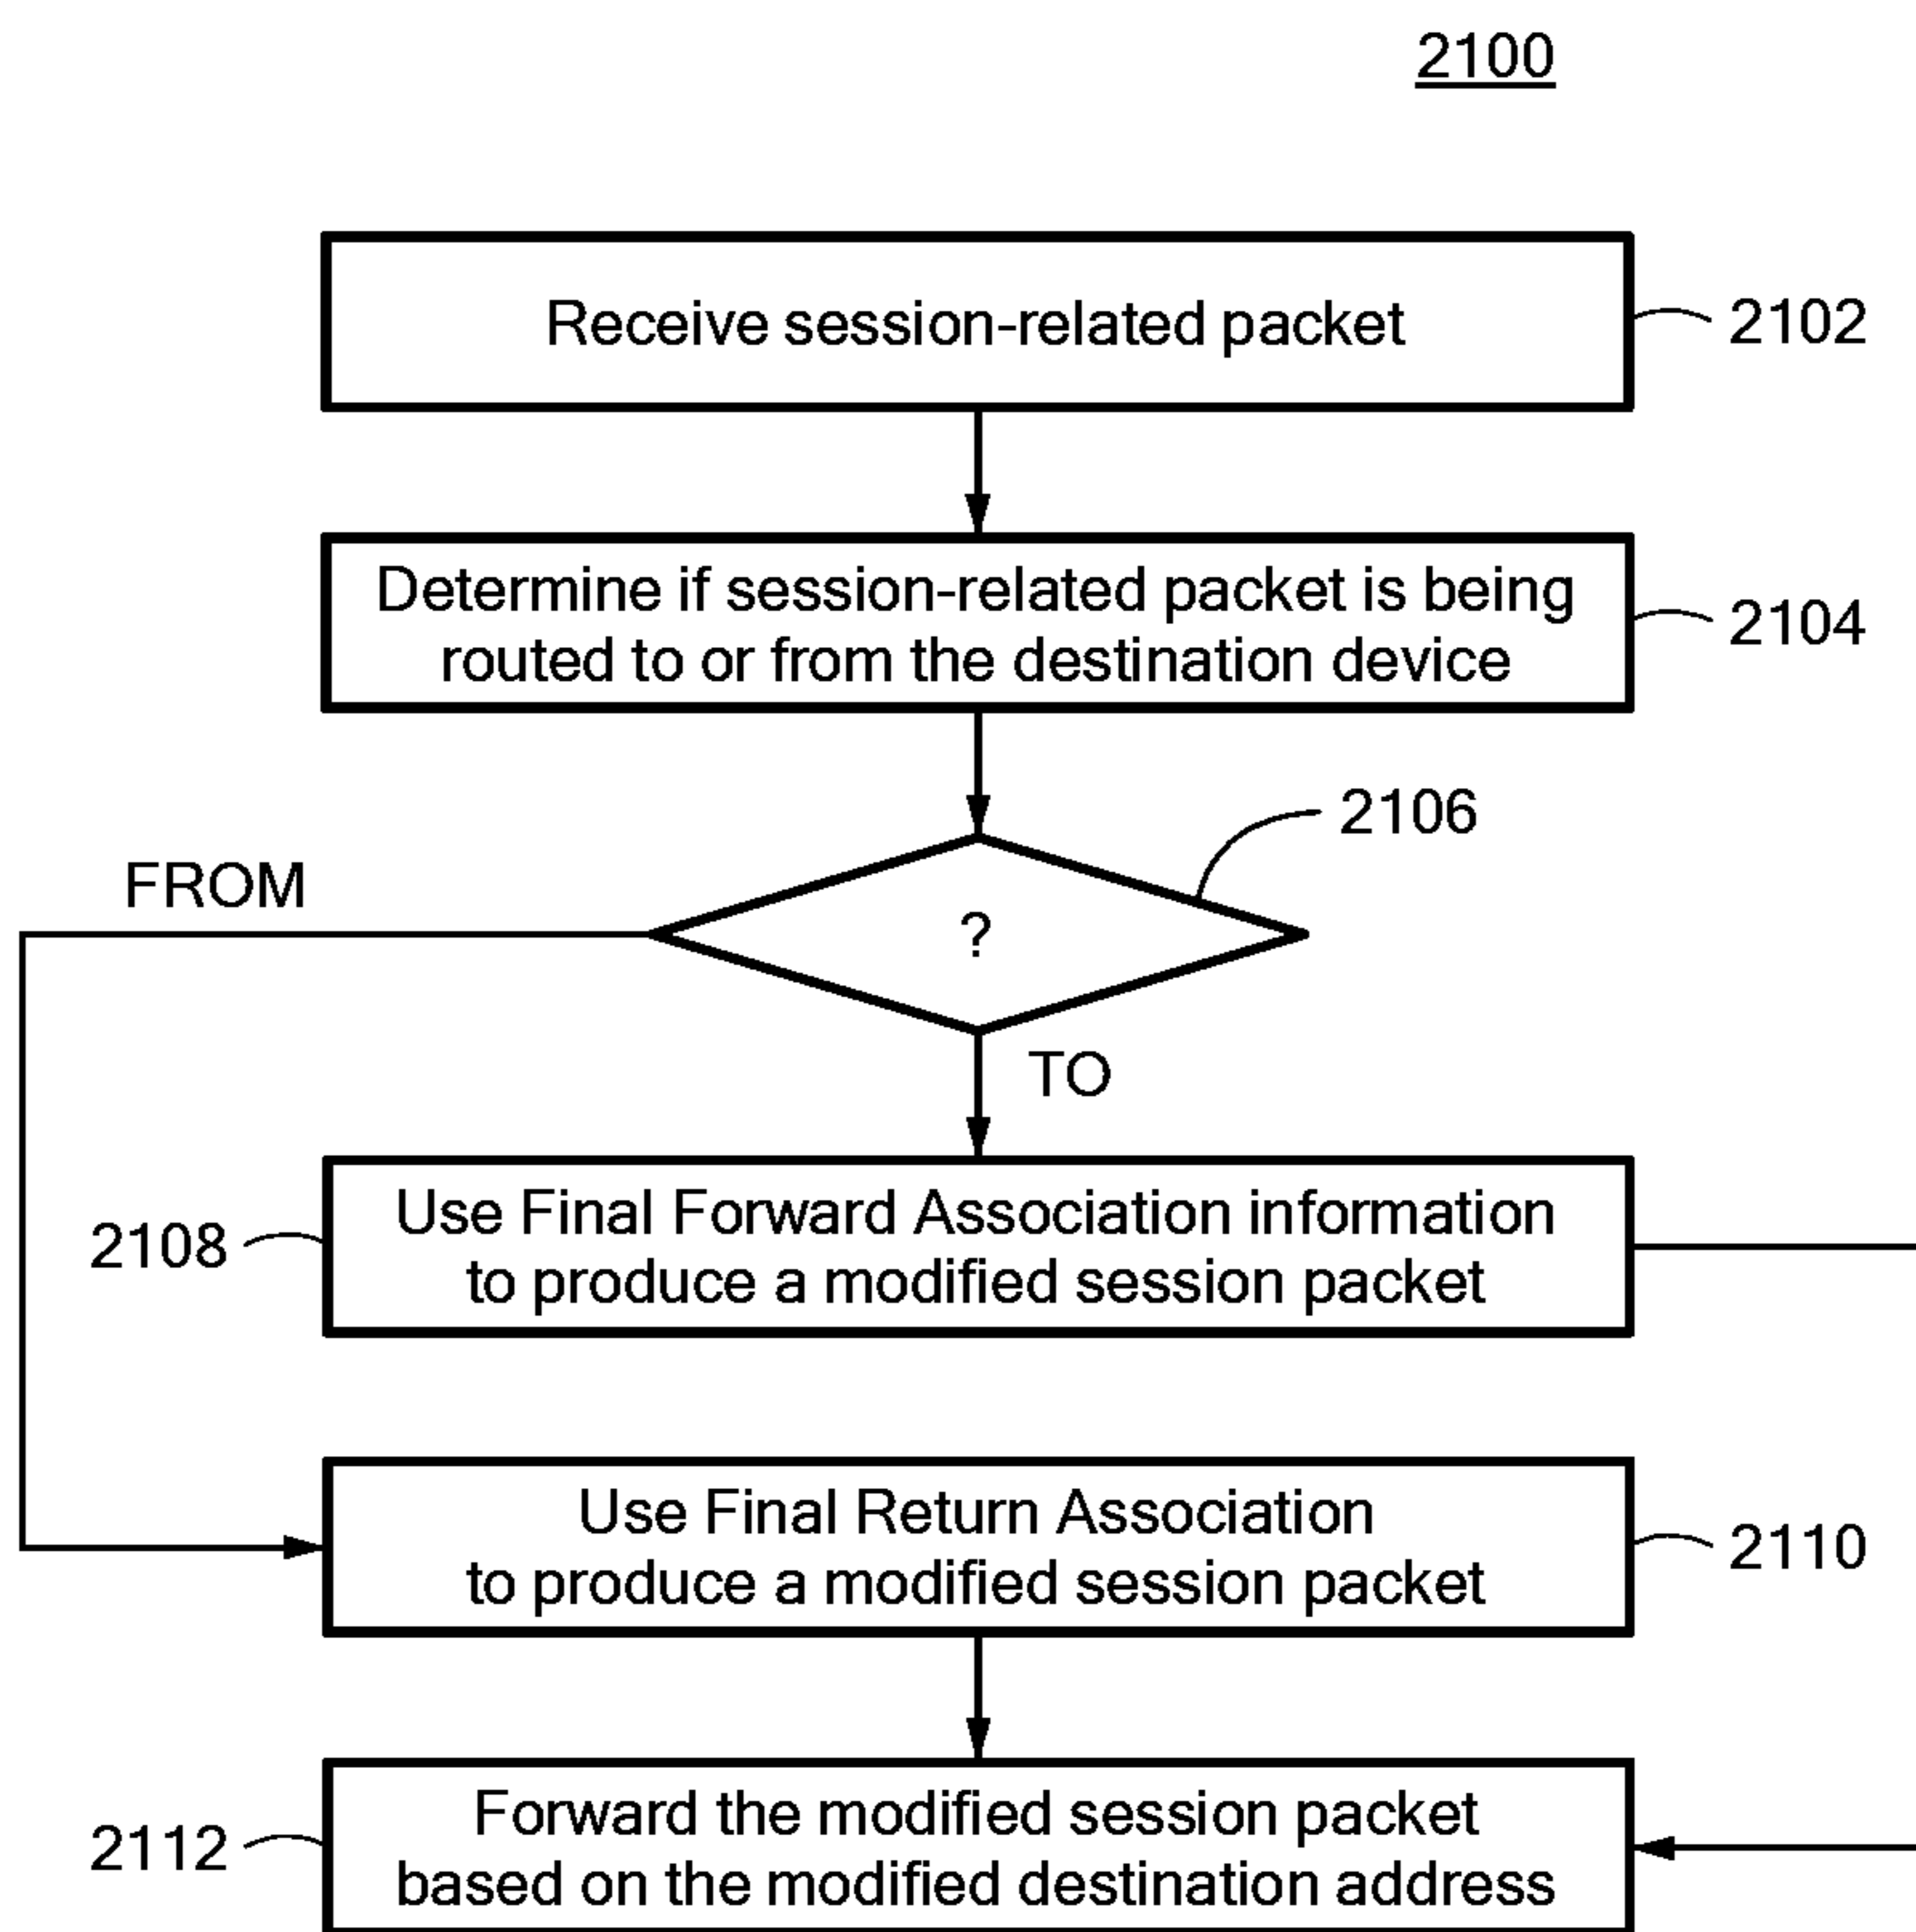 2100
Receive session-related packet
2102
Determine if session-related packet is being
routed to or from the destination device
2104
2106
FROM
?
TO
Use Final Forward Association information
to produce a modified session packet
2108
Use Final Return Association
to produce a modified session packet
2110
Forward the modified session packet
based on the modified destination address
2112